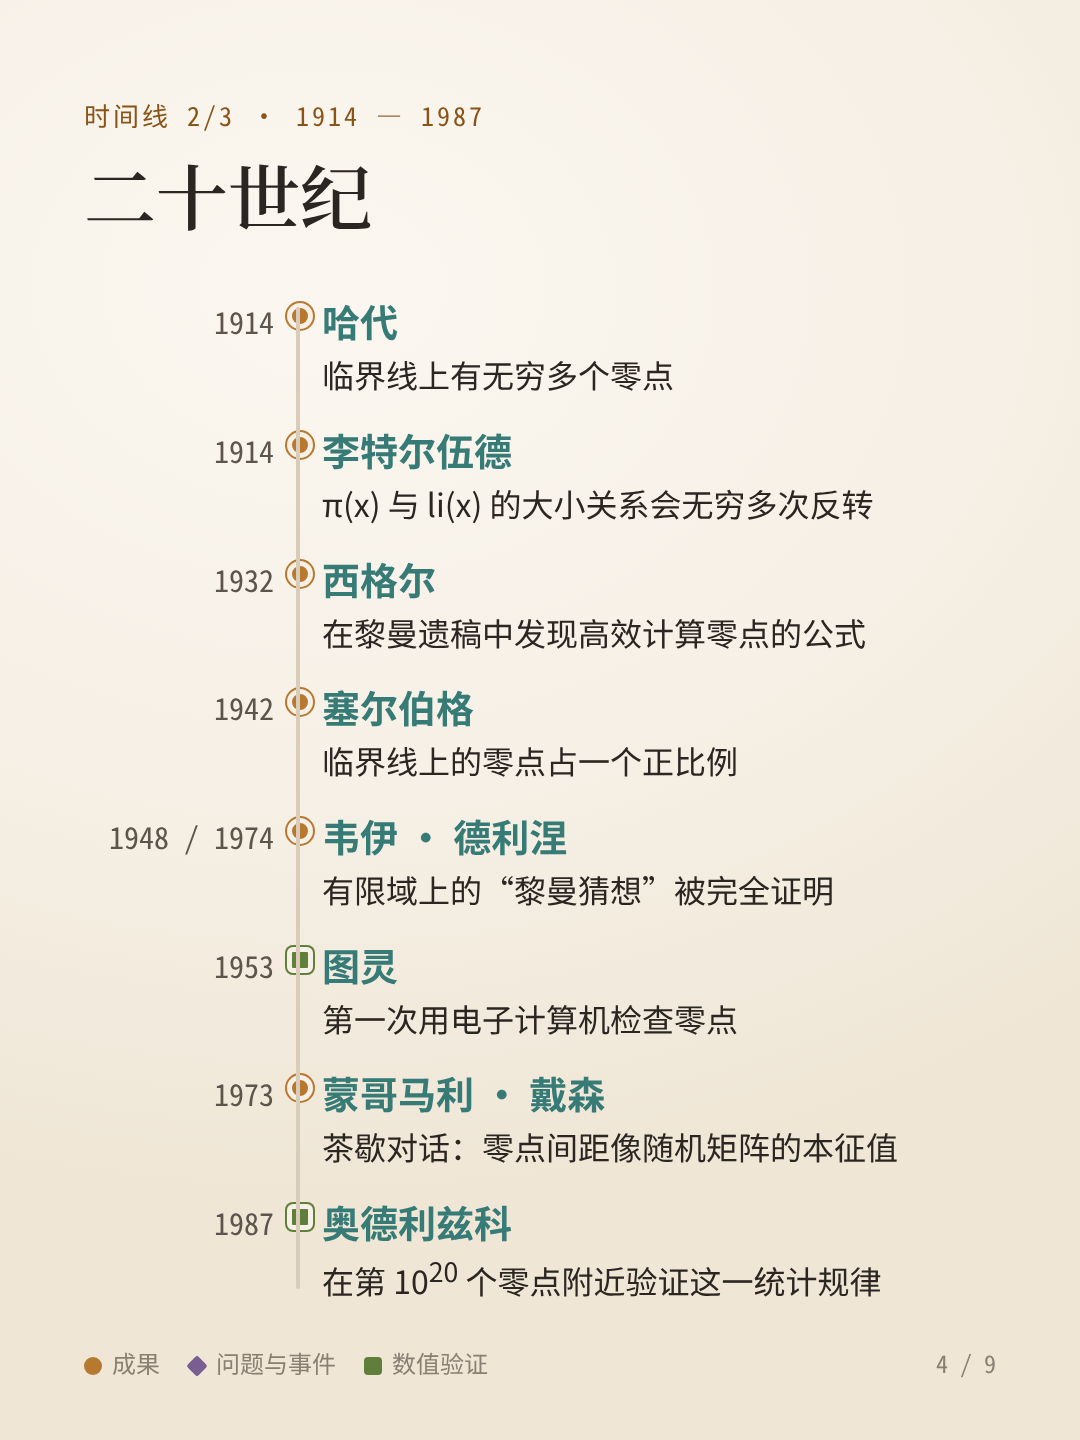 时间线 2/3 · 1914 — 1987
二十世纪
1914 哈代
临界线上有无穷多个零点
1914 李特尔伍德
π(x) 与 li(x) 的大小关系会无穷多次反转
1932 西格尔
在黎曼遗稿中发现高效计算零点的公式
1942 塞尔伯格
临界线上的零点占一个正比例
1948 / 1974 韦伊 · 德利涅
有限域上的“黎曼猜想”被完全证明
1953 图灵
第一次用电子计算机检查零点
1973 蒙哥马利 · 戴森
茶歇对话：零点间距像随机矩阵的本征值
1987 奥德利兹科
在第 10²⁰ 个零点附近验证这一统计规律
成果 问题与事件 数值验证 4 / 9